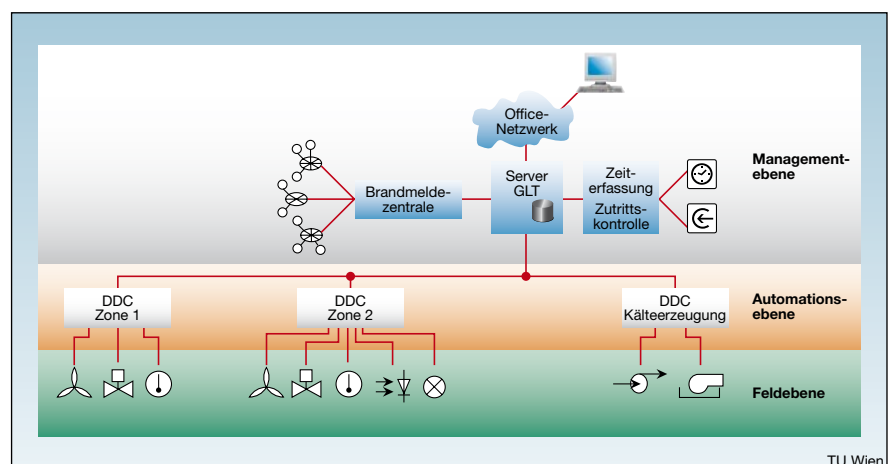 Office-
Netzwerk
Server
GLT
Zeit-
erfassung
Zutritts-
kontrolle
Brandmelde-
zentrale
Management-
ebene
DDC
Zone 1
DDC
Zone 2
DDC
Kälteerzeugung
Automations-
ebene
Feldebene
TU Wien